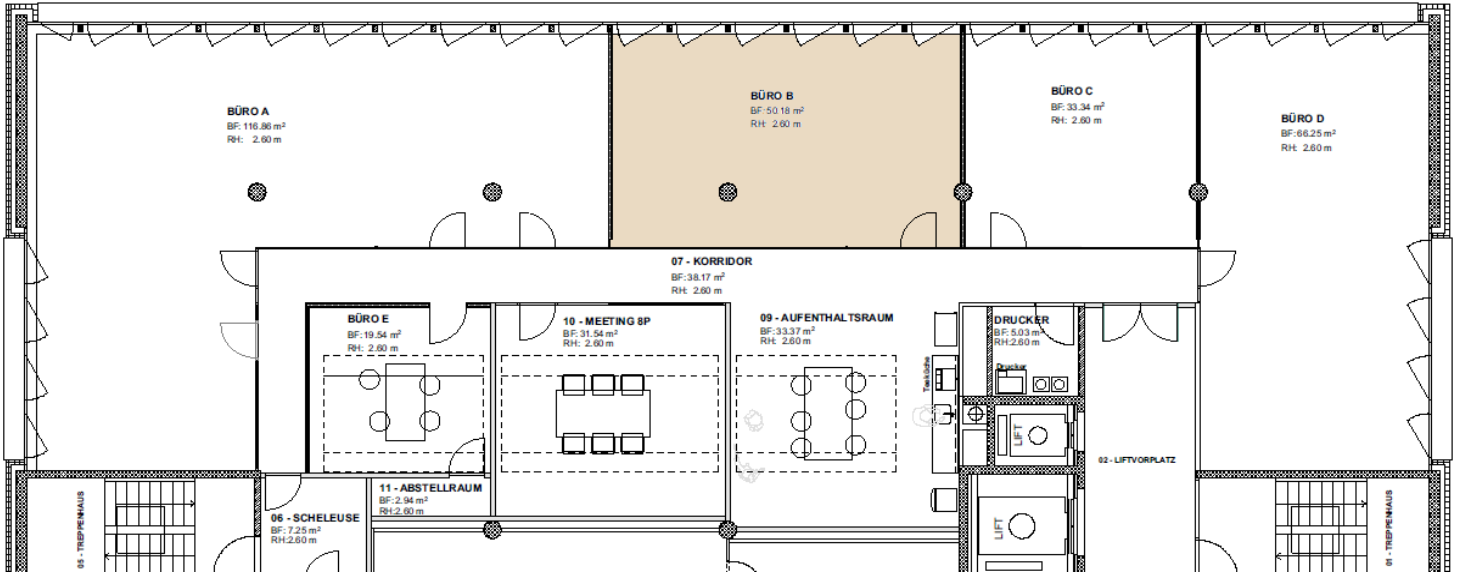 BÜRO A
BF: 116.86 m²
RH: 2.60 m
BÜRO B
BF: 50.18 m²
RH: 2.60 m
BÜRO C
BF: 33.34 m²
RH: 2.60 m
BÜRO D
BF: 66.25 m²
RH: 2.60 m
07 - KORRIDOR
BF: 38.17 m²
RH: 2.60 m
BÜRO E
BF: 19.54 m²
RH: 2.60 m
10 - MEETING 8P
BF: 31.54 m²
RH: 2.60 m
09 - AUFENTHALTSRAUM
BF: 33.37 m²
RH: 2.60 m
Teeküche
DRUCKER
BF: 5.03 m²
RH:2.60 m
Drucker
LIFT
02 - LIFTVORPLATZ
11 - ABSTELLRAUM
BF: 2.94 m²
RH:2.60 m
06 - SCHELEUSE
BF: 7.25 m²
RH:2.60 m
05 - TREPPENHAUS
LIFT
01 - TREPPENHAUS